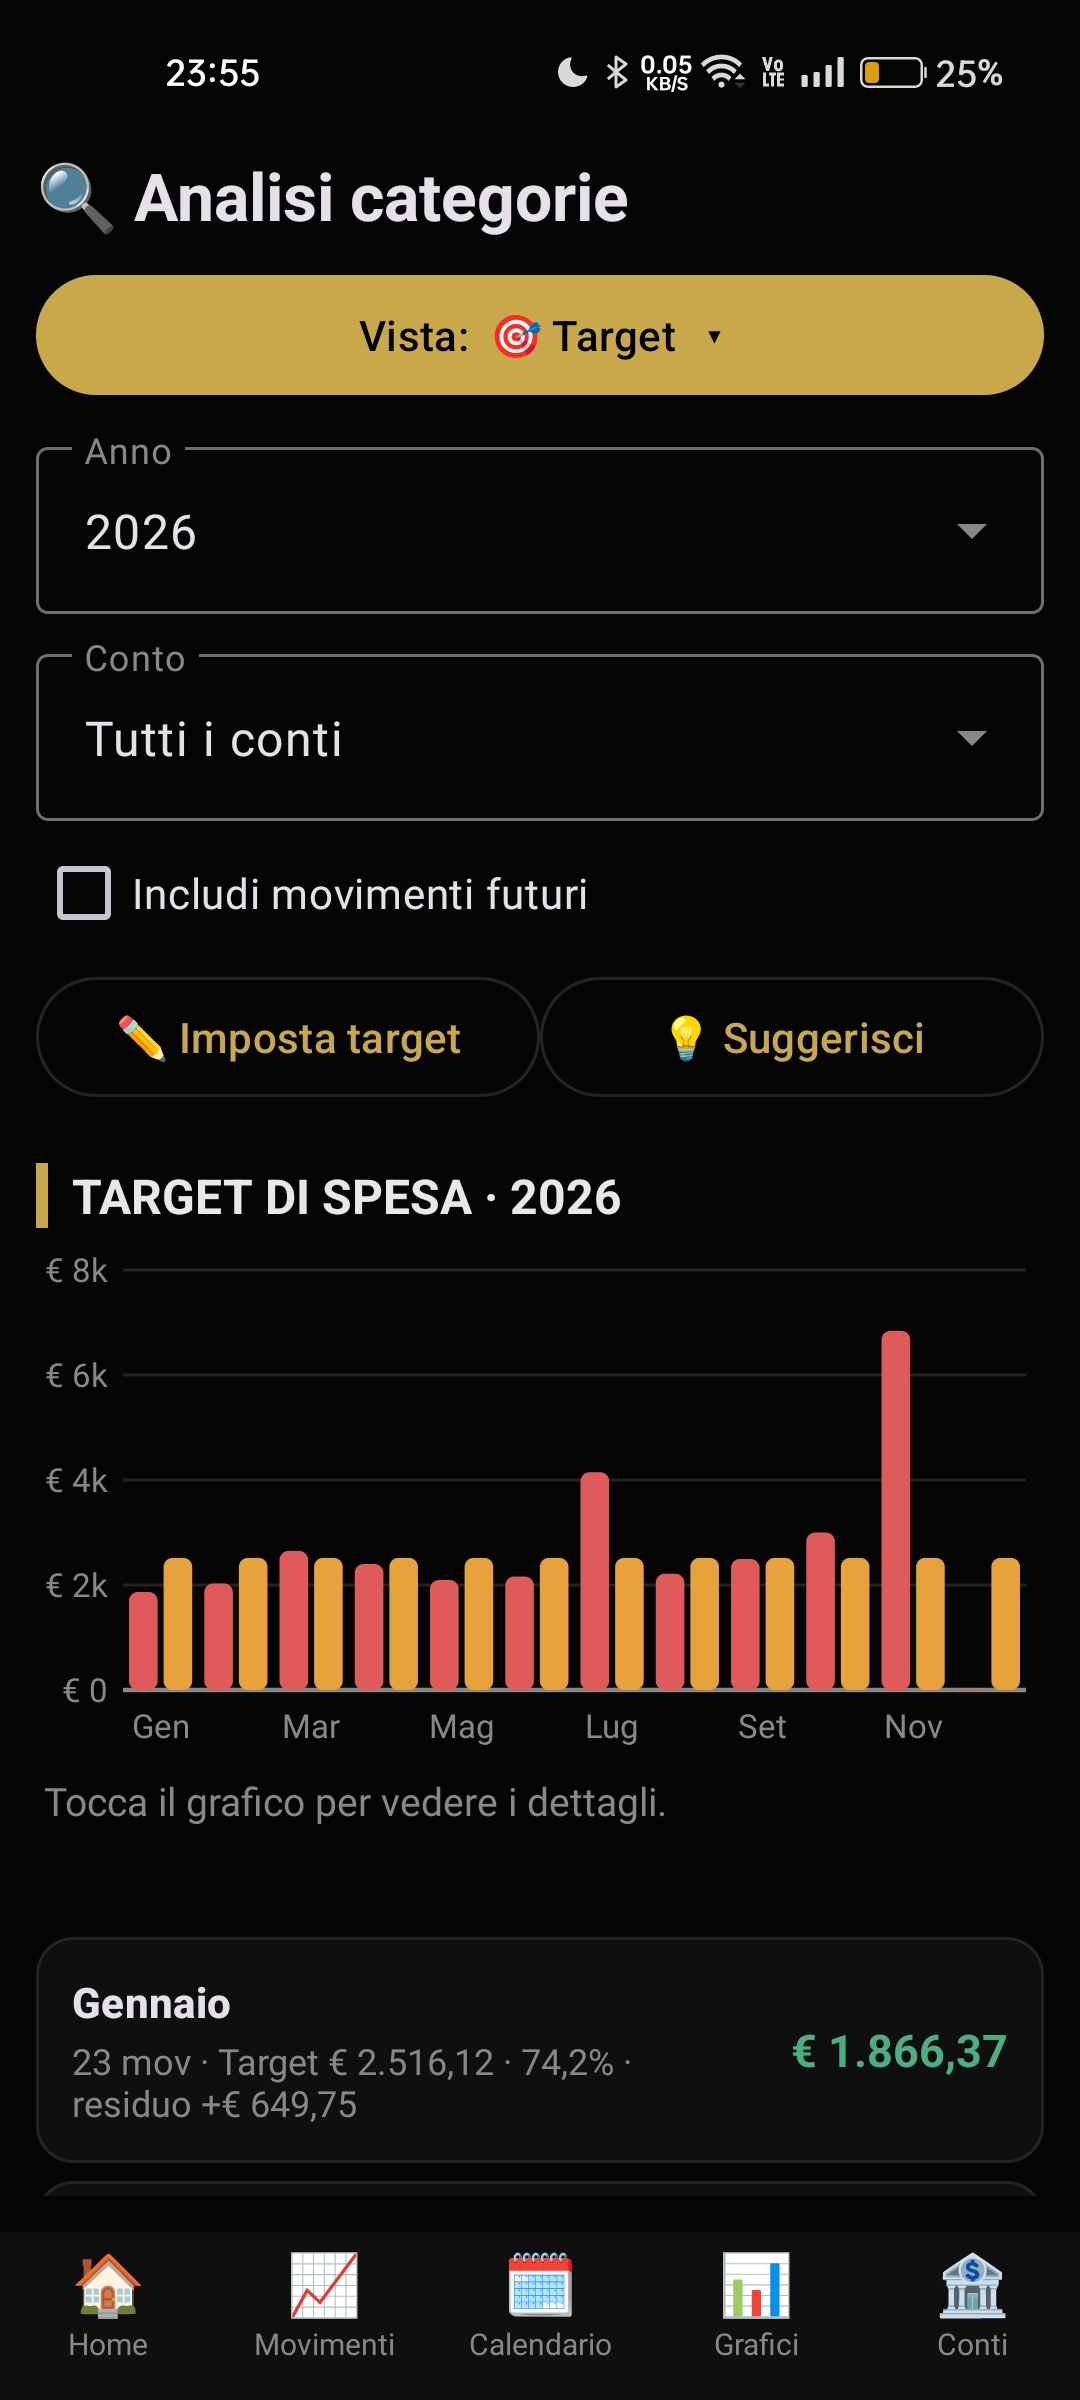 23:55
0.05 KB/S
Vo LTE
25%
Analisi categorie
Vista: Target
Anno
2026
Conto
Tutti i conti
Includi movimenti futuri
Imposta target
Suggerisci
TARGET DI SPESA · 2026
€ 8k
€ 6k
€ 4k
€ 2k
€ 0
Gen Mar Mag Lug Set Nov
Tocca il grafico per vedere i dettagli.
Gennaio
23 mov · Target € 2.516,12 · 74,2% ·
residuo +€ 649,75
€ 1.866,37
Home Movimenti Calendario Grafici Conti